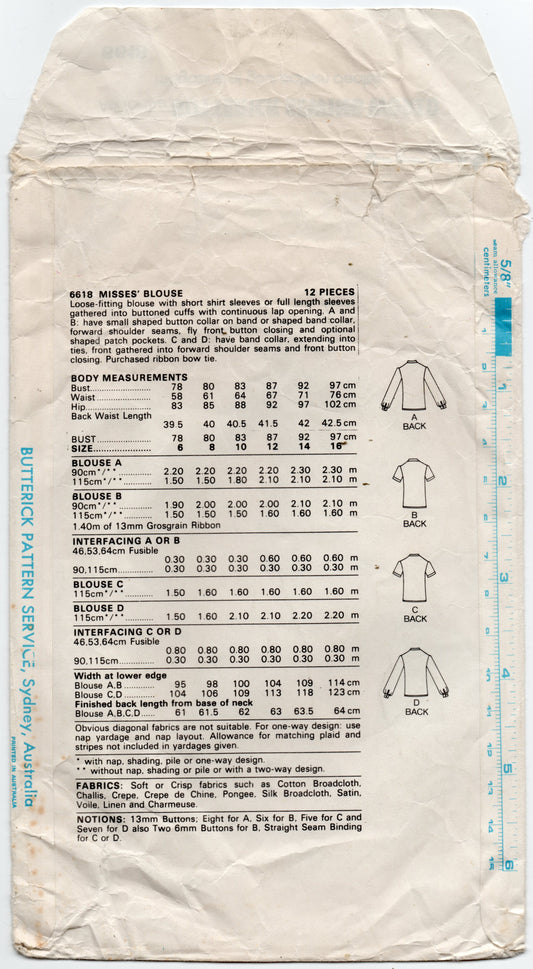 6618 MISSES' BLOUSE 12 PIECES
Loose-fitting blouse with short shirt sleeves or full length sleeves
gathered into buttoned cuffs with continuous lap opening. A and
B: have small shaped button collar on band or shaped band collar,
forward shoulder seams, fly front button closing and optional
shaped patch pockets. C and D: have band collar, extending into
ties, front gathered into forward shoulder seams and front button
closing. Purchased ribbon bow tie.
BODY MEASUREMENTS
Bust 78 80 83 87 92 97 cm
Waist 58 61 64 67 71 76 cm
Hip 83 85 88 92 97 102 cm
Back Waist Length
39.5 40 40.5 41.5 42 42.5 cm
BUST 78 80 83 87 92 97 cm
SIZE 6 8 10 12 14 16
BLOUSE A
90cm*/** 2.20 2.20 2.20 2.20 2.30 2.30 m
115cm*/** 1.50 1.50 1.80 2.10 2.10 2.10 m
BLOUSE B
90cm*/** 1.90 2.00 2.00 2.00 2.10 2.10 m
115cm*/** 1.50 1.50 1.50 1.60 1.60 1.60 m
1.40m of 13mm Grosgrain Ribbon
INTERFACING A OR B
46,53,64cm Fusible
0.30 0.30 0.30 0.60 0.60 0.60 m
90,115cm 0.30 0.30 0.30 0.30 0.30 0.30 m
BLOUSE C
115cm*/** 1.50 1.60 1.60 1.60 1.60 1.60 m
BLOUSE D
115cm*/** 1.50 1.60 2.10 2.10 2.20 2.20 m
INTERFACING C OR D
46,53,64cm Fusible
0.80 0.80 0.80 0.80 0.80 0.80 m
90,115cm 0.30 0.30 0.30 0.30 0.30 0.30 m
Width at lower edge
Blouse A,B 95 98 100 104 109 114 cm
Blouse C,D 104 106 109 113 118 123 cm
Finished back length from base of neck
Blouse A,B,C,D 61 61.5 62 63 63.5 64 cm
Obvious diagonal fabrics are not suitable. For one-way design: use
nap yardage and nap layout. Allowance for matching plaid and
stripes not included in yardages given.
* with nap, shading, pile or one-way design.
** without nap, shading or pile or with a two-way design.
FABRICS: Soft or Crisp fabrics such as Cotton Broadcloth,
Challis, Crepe, Crepe de Chine, Pongee, Silk Broadcloth, Satin,
Voile, Linen and Charmeuse.
NOTIONS: 13mm Buttons; Eight for A, Six for B, Five for C and
Seven for D also Two 6mm Buttons for B, Straight Seam Binding
for C or D.
A
BACK
B
BACK
C
BACK
D
BACK
BUTTERICK PATTERN SERVICE, Sydney, Australia
PRINTED IN AUSTRALIA
5/8"
seam allowance
centimeters
1
2
3
4
5
6